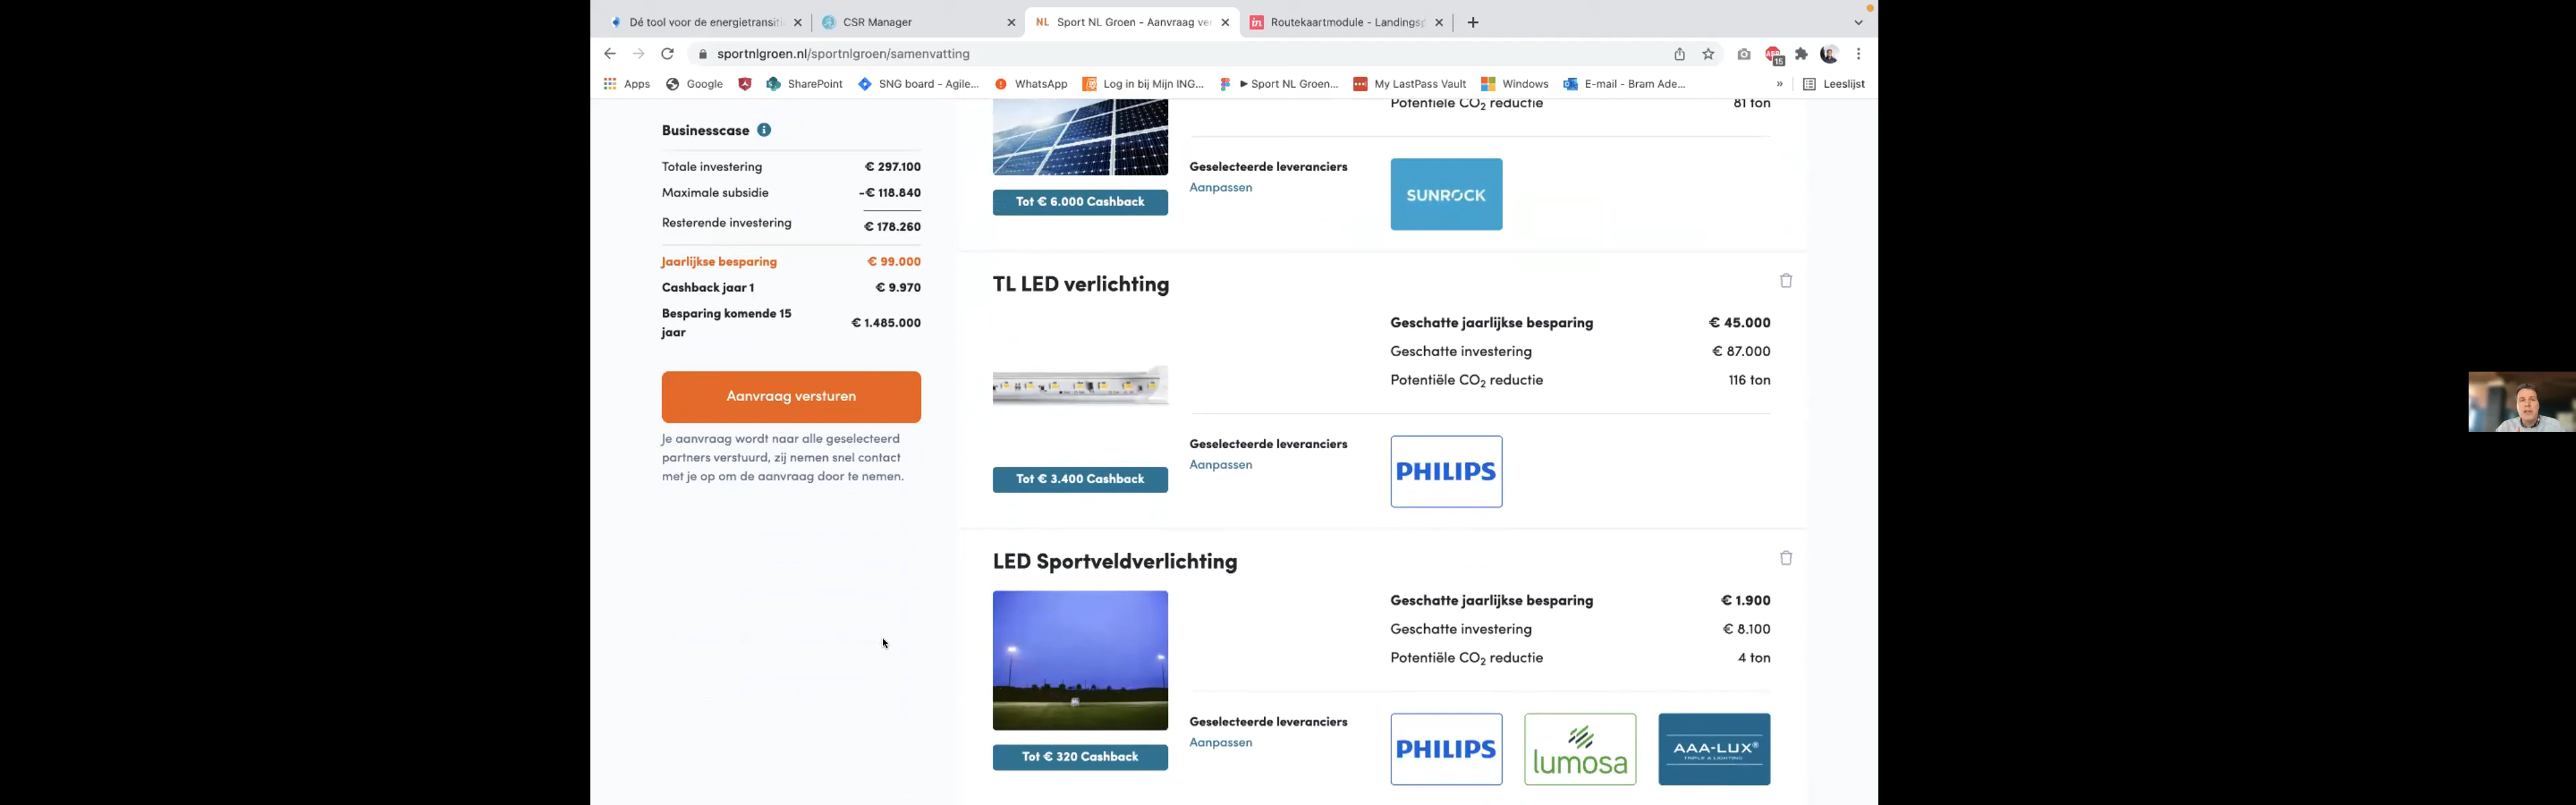 Dé tool voor de energietransiti
CSR Manager
NL Sport NL Groen - Aanvraag ve
in Routekaartmodule - Landingsp
sportnlgroen.nl/sportnlgroen/samenvatting
15
Apps
Google
SharePoint
SNG board - Agile...
WhatsApp
Log in bij Mijn ING...
Sport NL Groen...
My LastPass Vault
Windows
E-mail - Bram Ade...
»
Leeslijst
Businesscase i
Totale investering € 297.100
Maximale subsidie -€ 118.840
Resterende investering € 178.260
Jaarlijkse besparing € 99.000
Cashback jaar 1 € 9.970
Besparing komende 15
jaar € 1.485.000
Aanvraag versturen
Je aanvraag wordt naar alle geselecteerd
partners verstuurd, zij nemen snel contact
met je op om de aanvraag door te nemen.
Potentiële CO₂ reductie 81 ton
Geselecteerde leveranciers
Aanpassen
SUNROCK
Tot € 6.000 Cashback
TL LED verlichting
Geschatte jaarlijkse besparing € 45.000
Geschatte investering € 87.000
Potentiële CO₂ reductie 116 ton
Geselecteerde leveranciers
Aanpassen
PHILIPS
Tot € 3.400 Cashback
LED Sportveldverlichting
Geschatte jaarlijkse besparing € 1.900
Geschatte investering € 8.100
Potentiële CO₂ reductie 4 ton
Geselecteerde leveranciers
Aanpassen
PHILIPS
lumosa
AAA-LUX®
TRIPLE A LIGHTING
Tot € 320 Cashback